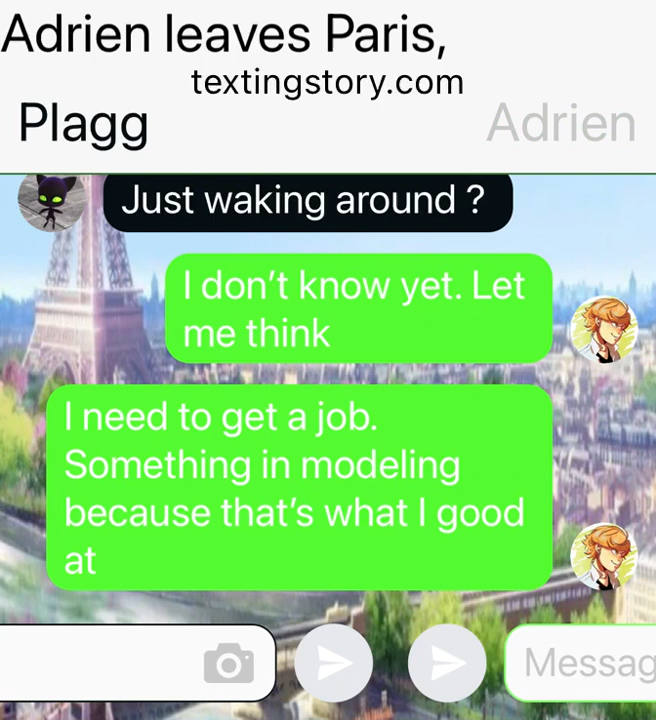 Adrien leaves Paris,
textingstory.com
Plagg
Adrien
Just waking around ?
I don’t know yet. Let
me think
I need to get a job.
Something in modeling
because that’s what I good
at
Messag